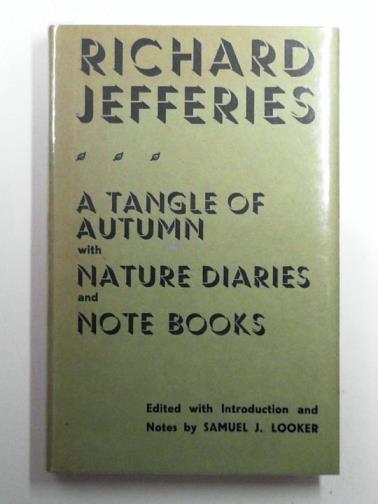 RICHARD
JEFFERIES
A TANGLE OF
AUTUMN
with
NATURE DIARIES
and
NOTE BOOKS
Edited with Introduction and
Notes by SAMUEL J. LOOKER